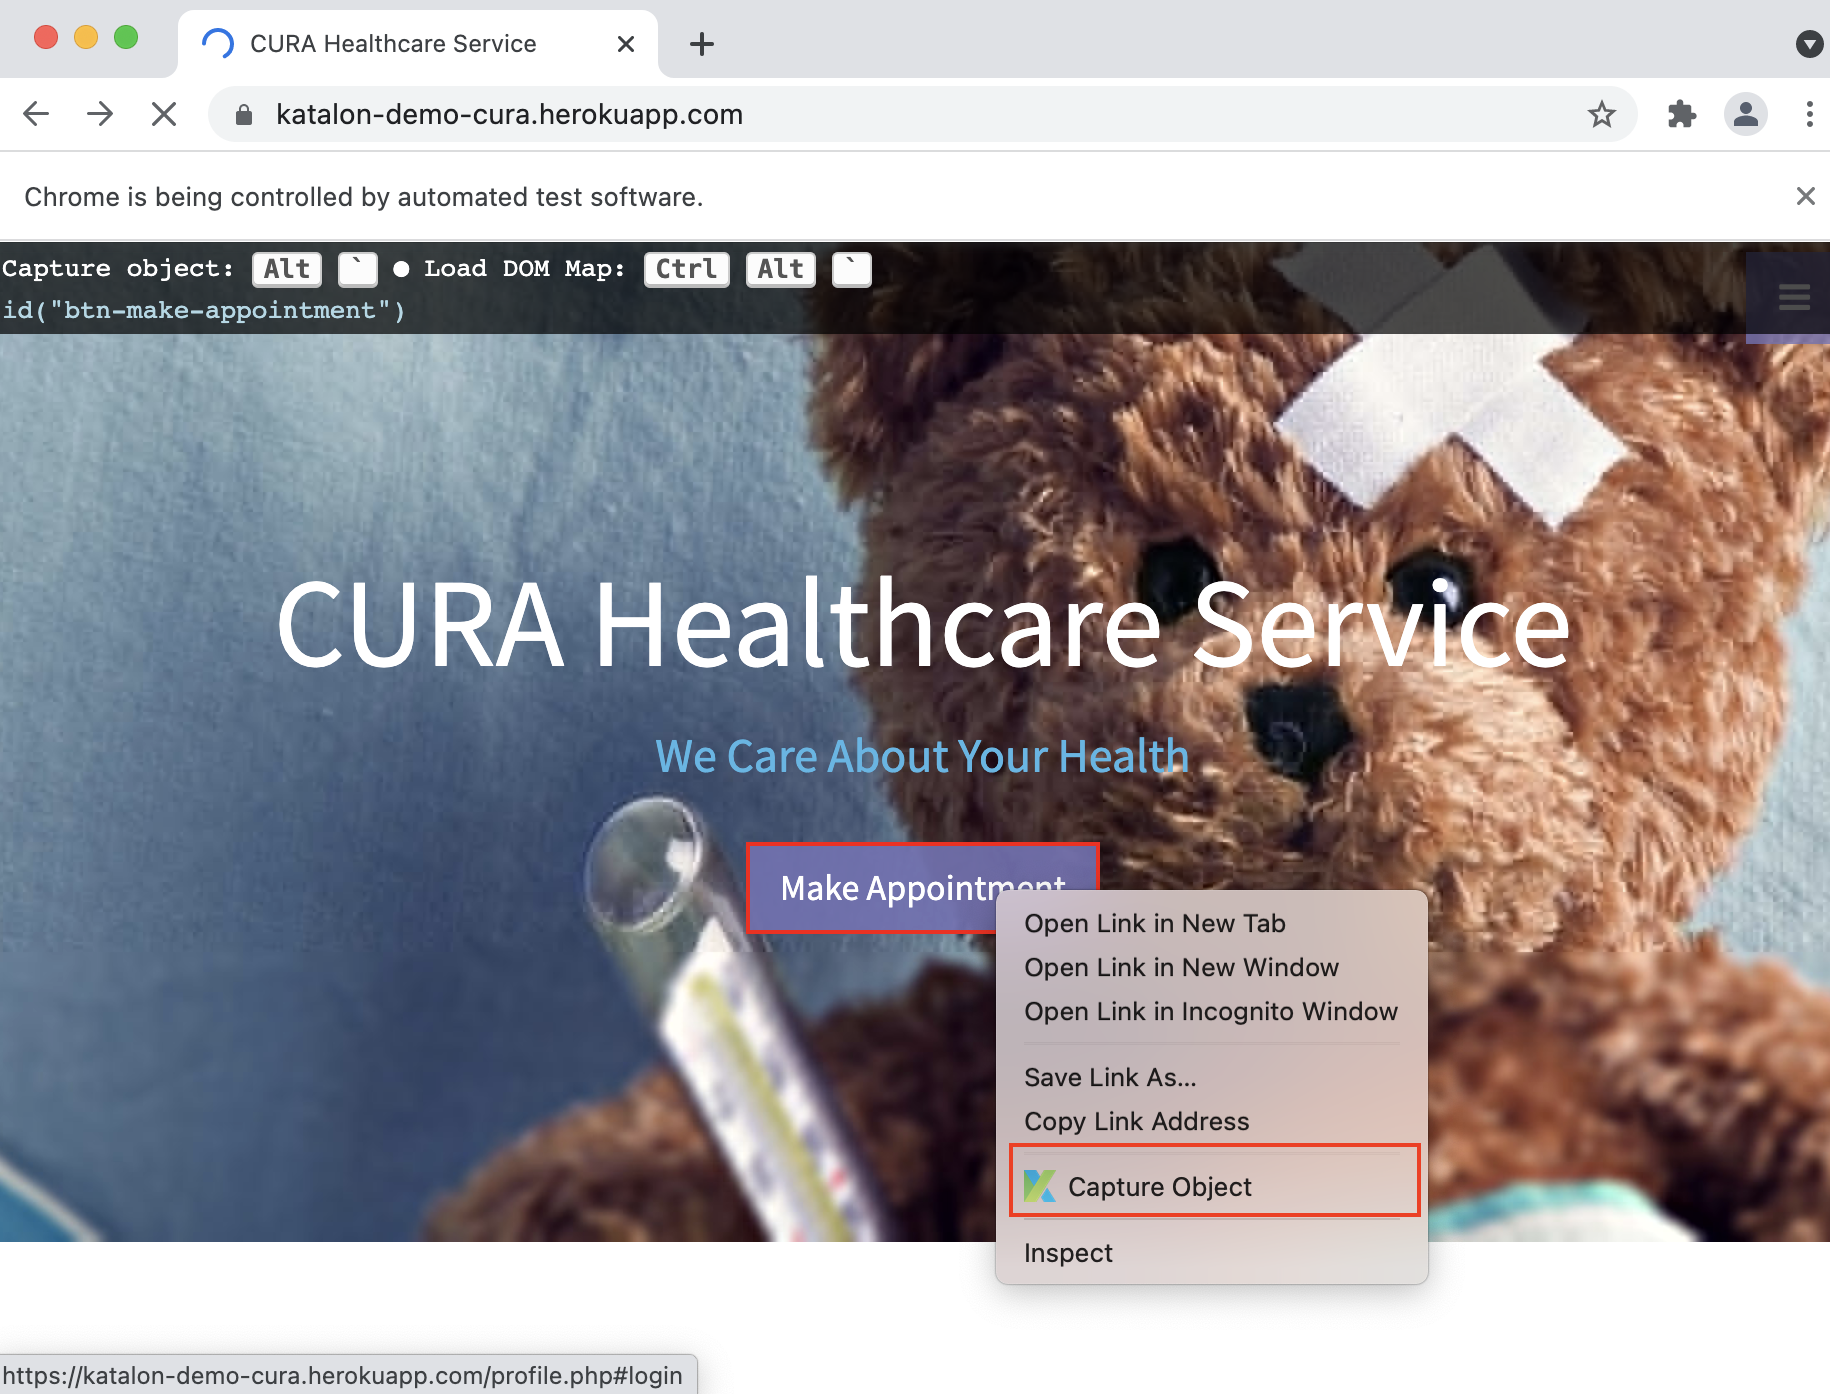 CURA Healthcare Service
katalon-demo-cura.herokuapp.com
Chrome is being controlled by automated test software.
Capture object: Alt ` ● Load DOM Map: Ctrl Alt `
id("btn-make-appointment")
CURA Healthcare Service
We Care About Your Health
Make Appointment
Open Link in New Tab
Open Link in New Window
Open Link in Incognito Window
Save Link As...
Copy Link Address
Capture Object
Inspect
https://katalon-demo-cura.herokuapp.com/profile.php#login